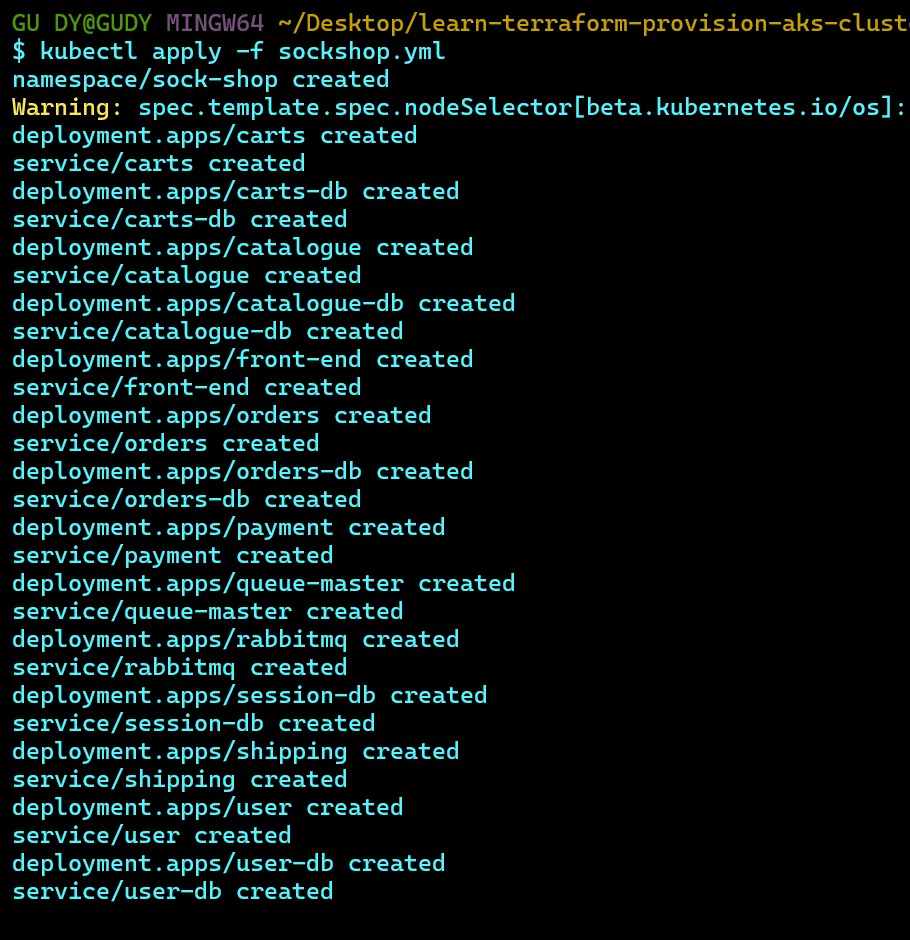 GU DY@GUDY MINGW64 ~/Desktop/learn-terraform-provision-aks-clust
$ kubectl apply -f sockshop.yml
namespace/sock-shop created
Warning: spec.template.spec.nodeSelector[beta.kubernetes.io/os]:
deployment.apps/carts created
service/carts created
deployment.apps/carts-db created
service/carts-db created
deployment.apps/catalogue created
service/catalogue created
deployment.apps/catalogue-db created
service/catalogue-db created
deployment.apps/front-end created
service/front-end created
deployment.apps/orders created
service/orders created
deployment.apps/orders-db created
service/orders-db created
deployment.apps/payment created
service/payment created
deployment.apps/queue-master created
service/queue-master created
deployment.apps/rabbitmq created
service/rabbitmq created
deployment.apps/session-db created
service/session-db created
deployment.apps/shipping created
service/shipping created
deployment.apps/user created
service/user created
deployment.apps/user-db created
service/user-db created